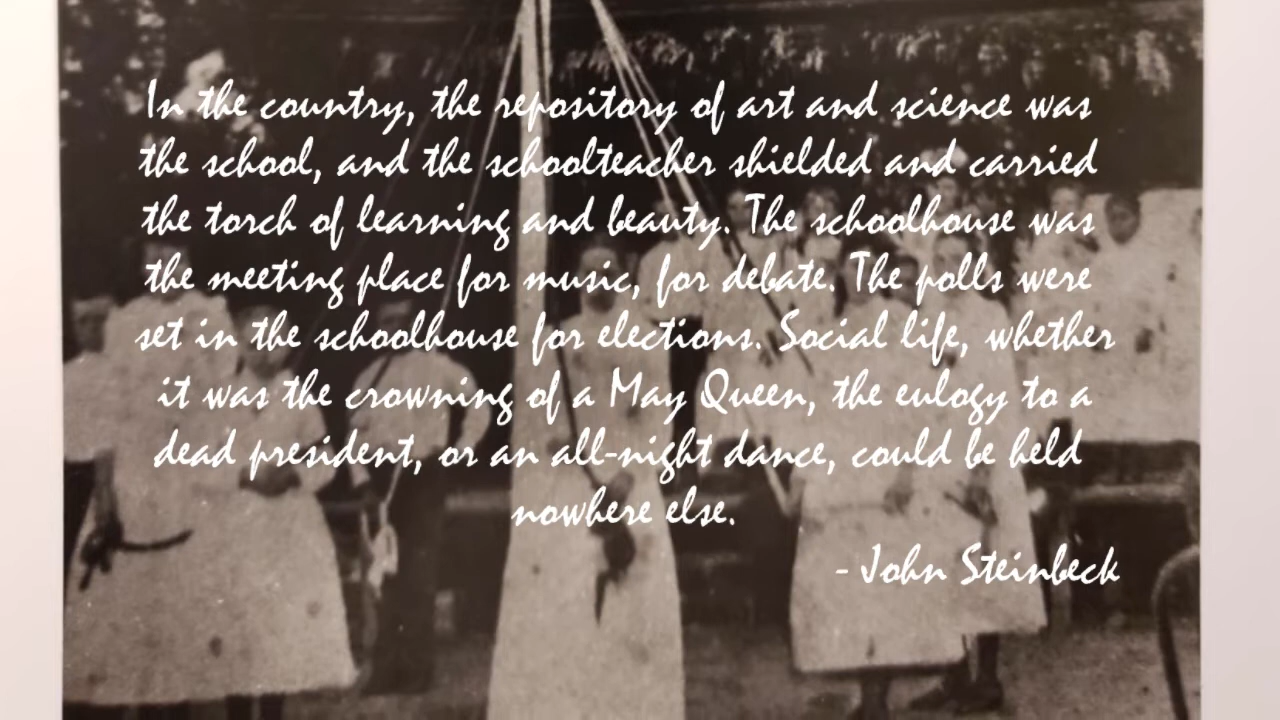 In the country, the repository of art and science was
the school, and the schoolteacher shielded and carried
the torch of learning and beauty. The schoolhouse was
the meeting place for music, for debate. The polls were
set in the schoolhouse for elections. Social life, whether
it was the crowning of a May Queen, the eulogy to a
dead president, or an all-night dance, could be held
nowhere else.
- John Steinbeck